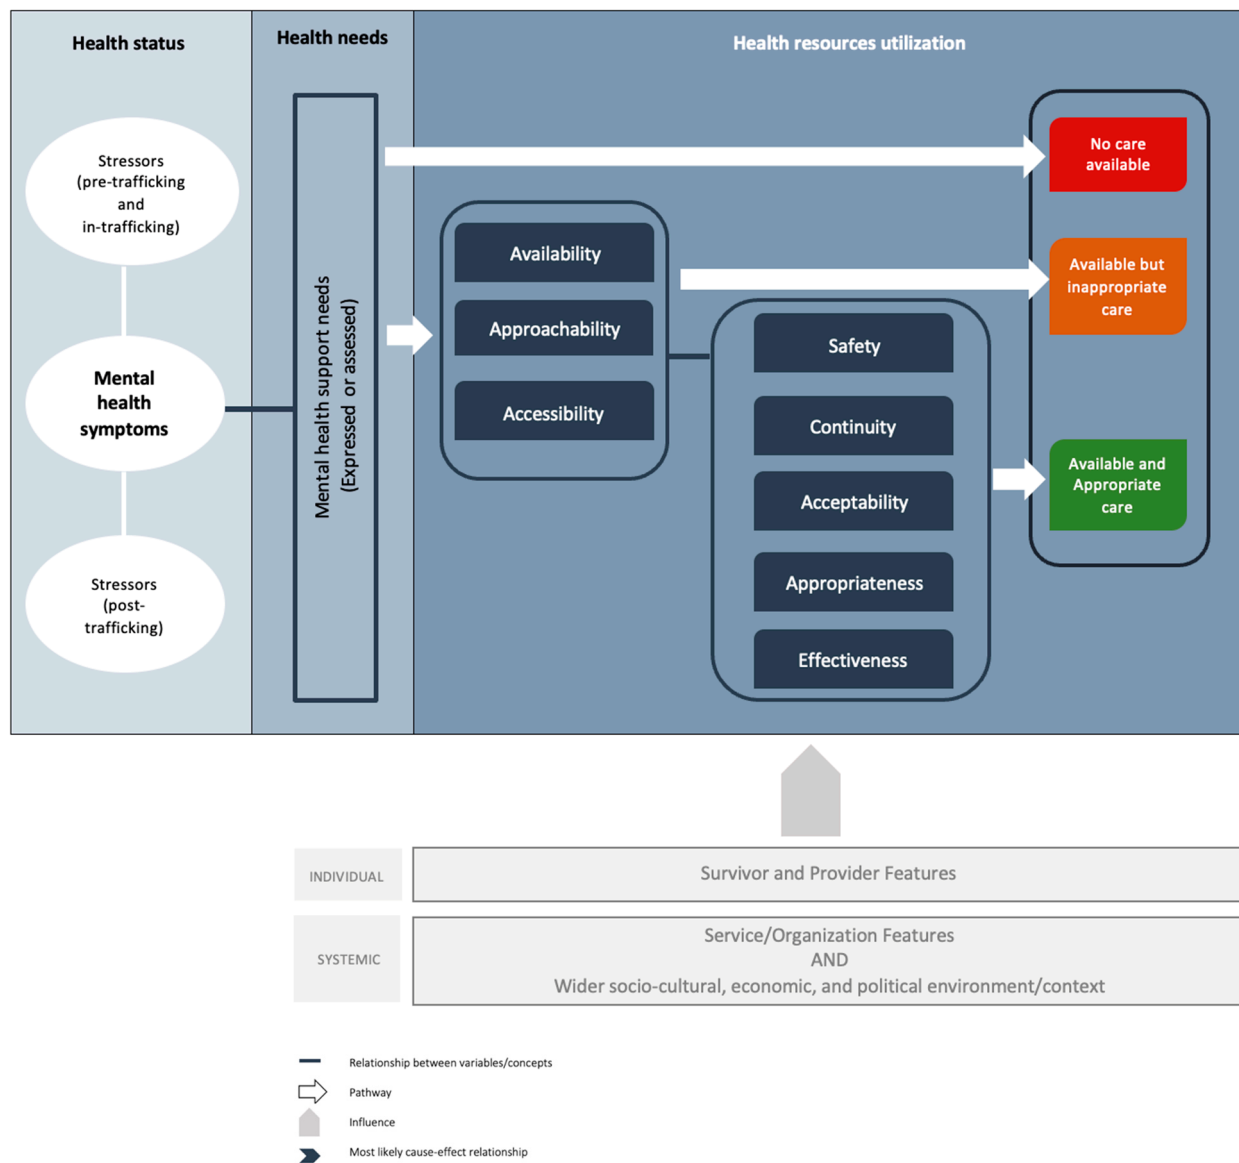 Health status
Health needs
Health resources utilization
Stressors
(pre-trafficking
and
in-trafficking)
Mental
health
symptoms
Stressors
(post-
trafficking)
Mental health support needs
(Expressed or assessed)
Availability
Approachability
Accessibility
Safety
Continuity
Acceptability
Appropriateness
Effectiveness
No care
available
Available but
inappropriate
care
Available and
Appropriate
care
INDIVIDUAL
Survivor and Provider Features
SYSTEMIC
Service/Organization Features
AND
Wider socio-cultural, economic, and political environment/context
Relationship between variables/concepts
Pathway
Influence
Most likely cause-effect relationship